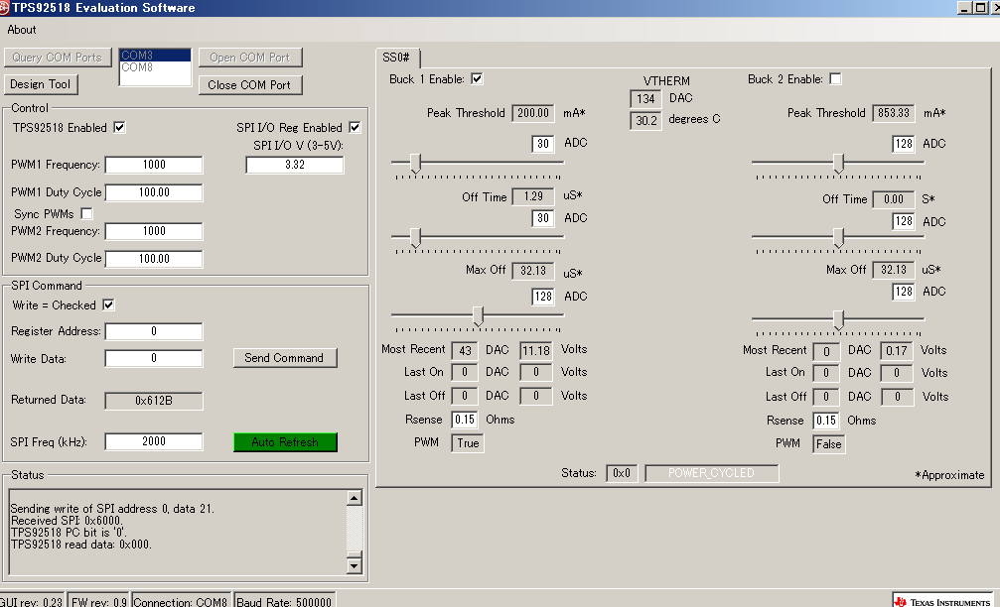 TPS92518 Evaluation Software
About
Query COM Ports
COM3
COM8
Open COM Port
Design Tool
Close COM Port
Control
TPS92518 Enabled
SPI I/O Reg Enabled
SPI I/O V (3-5V):
3.32
PWM1 Frequency: 1000
PWM1 Duty Cycle 100.00
Sync PWMs
PWM2 Frequency: 1000
PWM2 Duty Cycle 100.00
SPI Command
Write = Checked
Register Address: 0
Write Data: 0
Send Command
Returned Data: 0x612B
SPI Freq (kHz): 2000
Auto Refresh
Status
Sending write of SPI address 0, data 21.
Received SPI: 0x6000.
TPS92518 PC bit is '0'.
TPS92518 read data: 0x000.
SS0#
Buck 1 Enable:
Peak Threshold 200.00 mA*
30 ADC
Off Time 1.29 uS*
30 ADC
Max Off 32.13 uS*
128 ADC
Most Recent 43 DAC 11.18 Volts
Last On 0 DAC 0 Volts
Last Off 0 DAC 0 Volts
Rsense 0.15 Ohms
PWM True
VTHERM
134 DAC
30.2 degrees C
Buck 2 Enable:
Peak Threshold 853.33 mA*
128 ADC
Off Time 0.00 S*
128 ADC
Max Off 32.13 uS*
128 ADC
Most Recent 0 DAC 0.17 Volts
Last On 0 DAC 0 Volts
Last Off 0 DAC 0 Volts
Rsense 0.15 Ohms
PWM False
Status: 0x0 POWER_CYCLED
*Approximate
GUI rev: 0.23 FW rev: 0.9 Connection: COM8 Baud Rate: 500000
TEXAS INSTRUMENTS